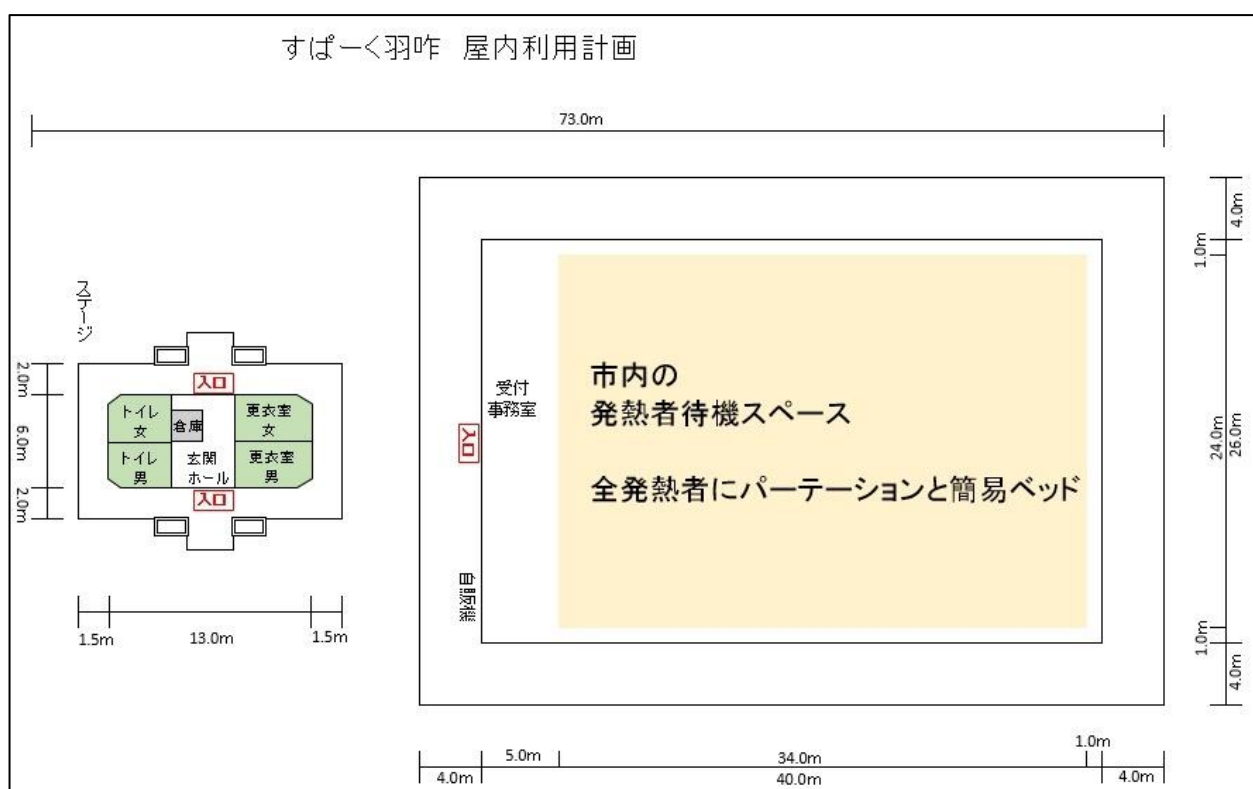 すぱーく羽咋 屋内利用計画
73.0m
ステージ
2.0m
6.0m
2.0m
入口
トイレ
女
倉庫
更衣室
女
トイレ
男
玄関
ホール
更衣室
男
入口
1.5m
13.0m
1.5m
受付
事務室
入口
自販機
市内の
発熱者待機スペース
全発熱者にパーテーションと簡易ベッド
4.0m
1.0m
24.0m
26.0m
1.0m
4.0m
5.0m
34.0m
1.0m
4.0m
40.0m
4.0m